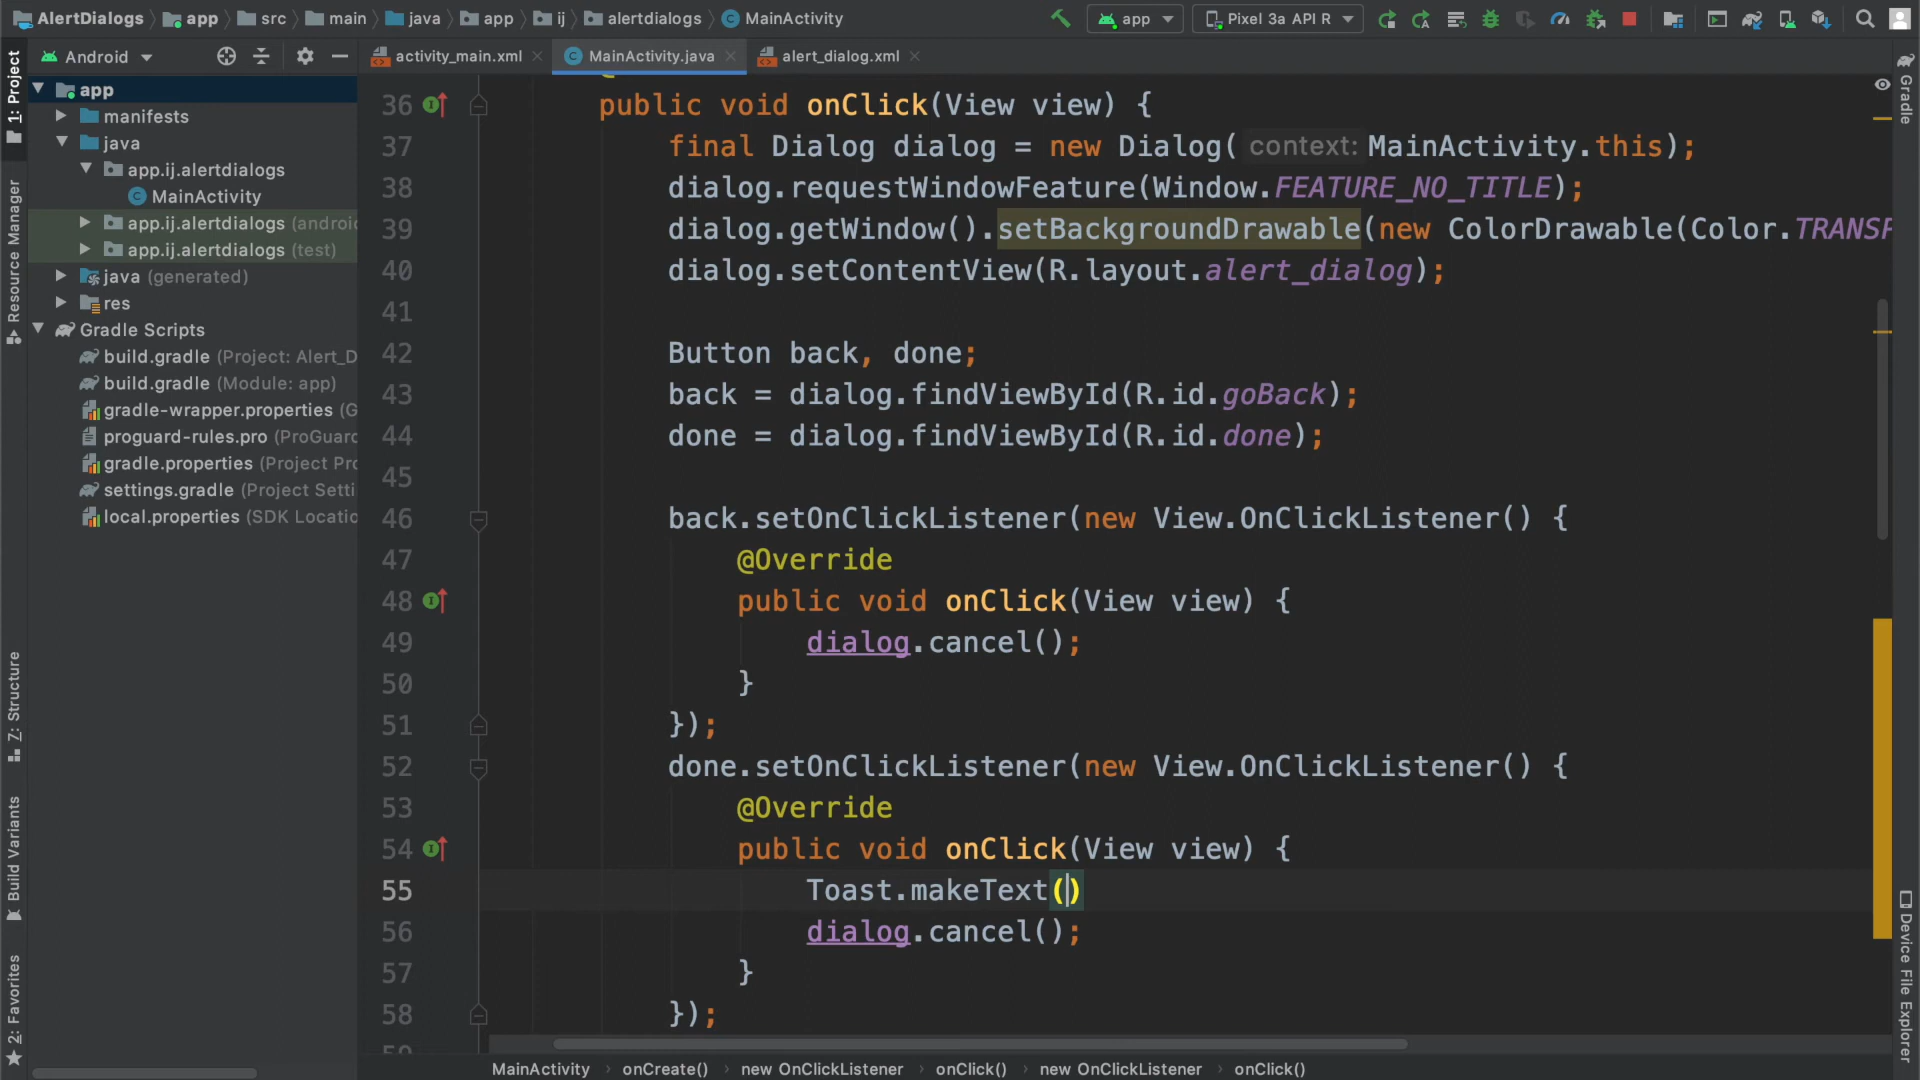 AlertDialogs app src main java app ij alertdialogs MainActivity app Pixel 3a API R
Android
activity_main.xml MainActivity.java alert_dialog.xml
1: Project
Resource Manager
7: Structure
Build Variants
2: Favorites
app
manifests
java
app.ij.alertdialogs
MainActivity
app.ij.alertdialogs (androi
app.ij.alertdialogs (test)
java (generated)
res
Gradle Scripts
build.gradle (Project: Alert_D
build.gradle (Module: app)
gradle-wrapper.properties (G
proguard-rules.pro (ProGuard
gradle.properties (Project Pr
settings.gradle (Project Setti
local.properties (SDK Locatio
36 public void onClick(View view) {
37 final Dialog dialog = new Dialog( context: MainActivity.this);
38 dialog.requestWindowFeature(Window.FEATURE_NO_TITLE);
39 dialog.getWindow().setBackgroundDrawable(new ColorDrawable(Color.TRANSP
40 dialog.setContentView(R.layout.alert_dialog);
41
42 Button back, done;
43 back = dialog.findViewById(R.id.goBack);
44 done = dialog.findViewById(R.id.done);
45
46 back.setOnClickListener(new View.OnClickListener() {
47 @Override
48 public void onClick(View view) {
49 dialog.cancel();
50 }
51 });
52 done.setOnClickListener(new View.OnClickListener() {
53 @Override
54 public void onClick(View view) {
55 Toast.makeText()
56 dialog.cancel();
57 }
58 });
MainActivity › onCreate() › new OnClickListener › onClick() › new OnClickListener › onClick()
Gradle
Device File Explorer